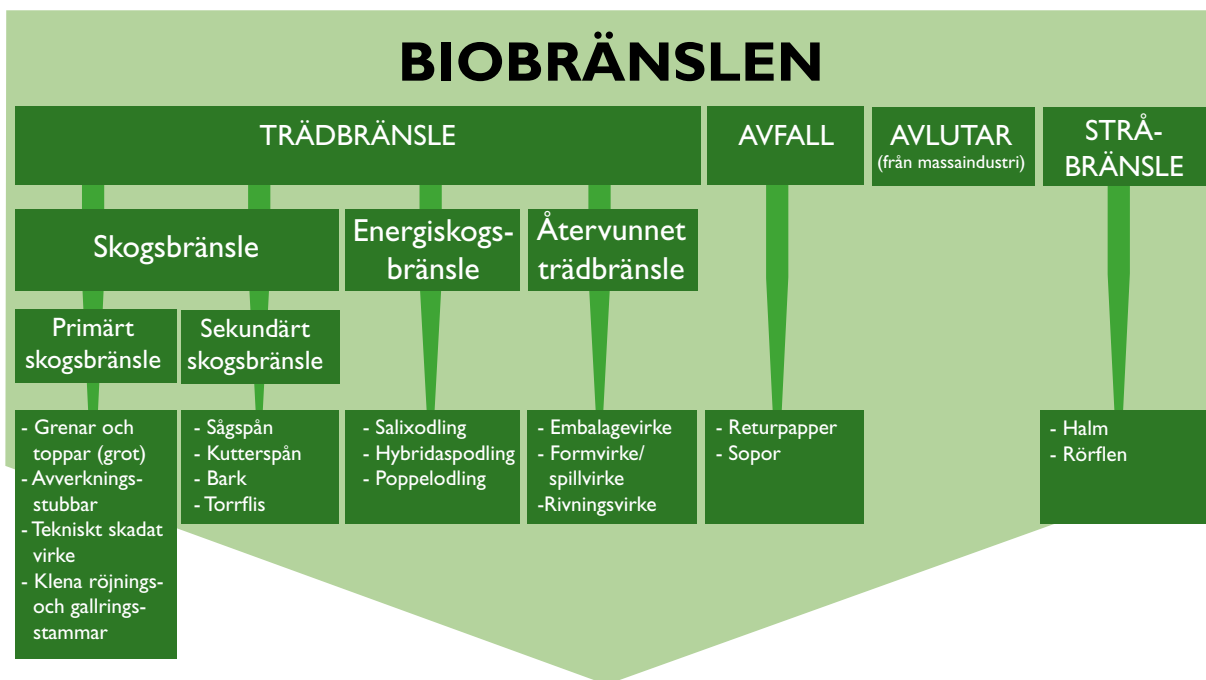 BIOBRÄNSLEN
TRÄDBRÄNSLE
AVFALL
AVLUTAR
(från massaindustri)
STRÅ-
BRÄNSLE
Skogsbränsle
Energiskogs-
bränsle
Återvunnet
trädbränsle
Primärt
skogsbränsle
Sekundärt
skogsbränsle
- Grenar och
toppar (grot)
- Avverknings-
stubbar
- Tekniskt skadat
virke
- Klena röjnings-
och gallrings-
stammar
- Sågspån
- Kutterspån
- Bark
- Torrflis
- Salixodling
- Hybridaspodling
- Poppelodling
- Embalagevirke
- Formvirke/
spillvirke
-Rivningsvirke
- Returpapper
- Sopor
- Halm
- Rörflen